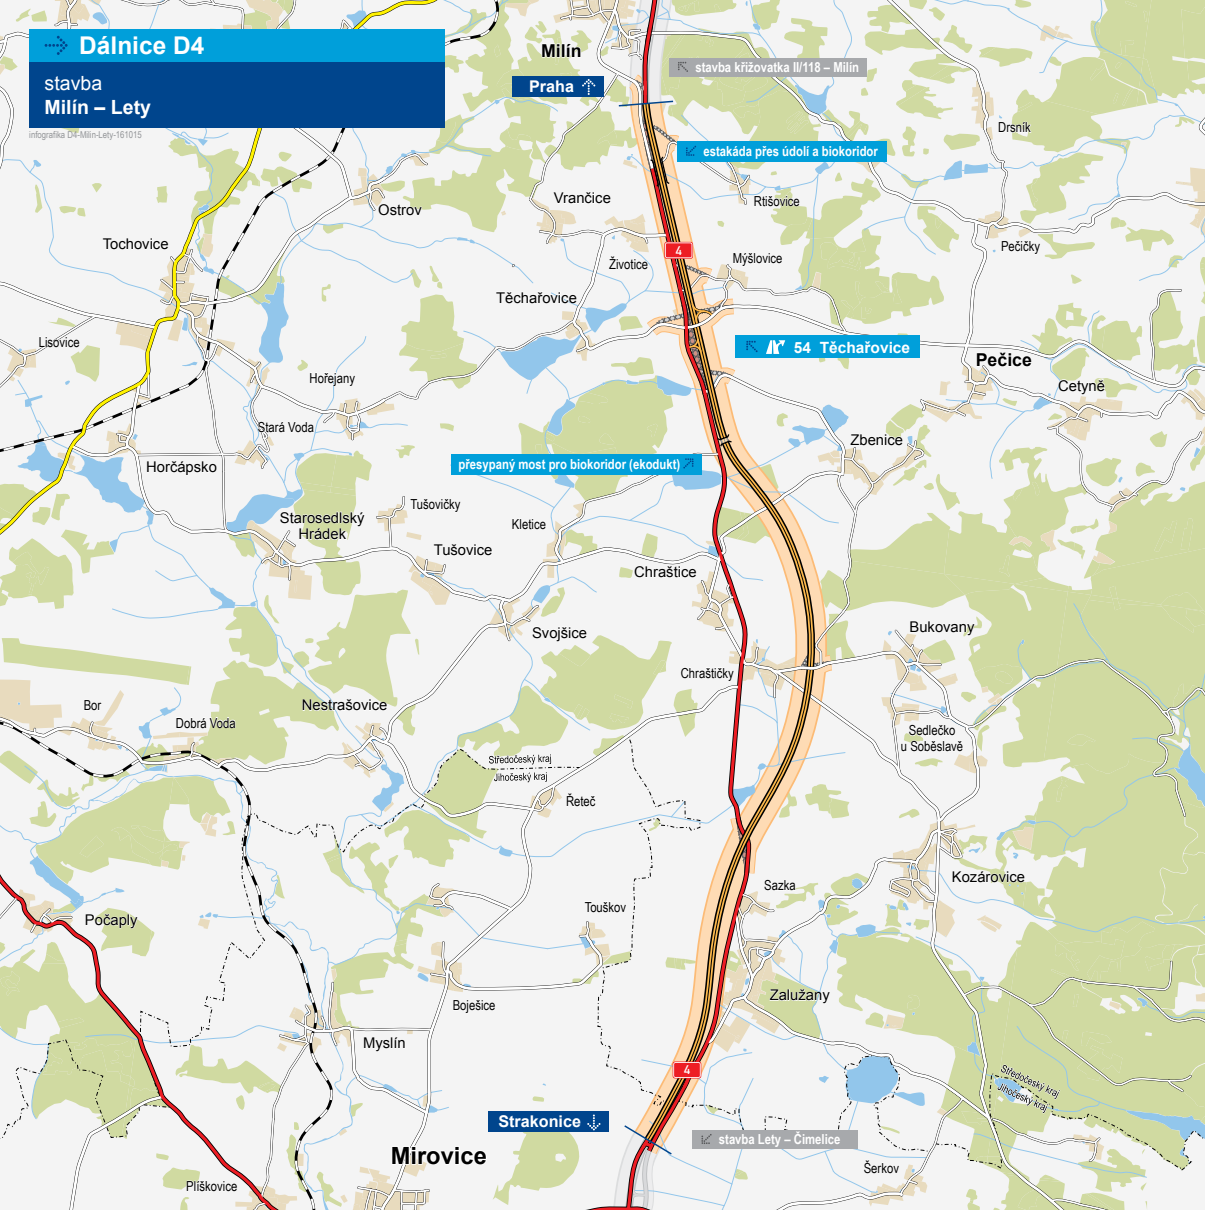 Dálnice D4
stavba
Milín – Lety
infografika D4-Milín-Lety-161015
Milín
stavba křižovatka II/118 – Milín
Praha
Drsník
estakáda přes údolí a biokoridor
Vrančice
Rtišovice
Ostrov
Tochovice
Pečičky
4
Životice
Mýšlovice
Těchařovice
Lisovice
54 Těchařovice
Pečice
Hořejany
Cetyně
Stará Voda
Zbenice
Horčápsko
přesypaný most pro biokoridor (ekodukt)
Tušovičky
Starosedlský
Hrádek
Kletice
Tušovice
Chraštice
Svojšice
Bukovany
Chraštičky
Bor
Nestrašovice
Dobrá Voda
Sedlečko
u Soběslavě
Středočeský kraj
Jihočeský kraj
Řeteč
Kozárovice
Sazka
Počaply
Touškov
Zalužany
Boješice
Myslín
4
Středočeský kraj
Jihočeský kraj
Strakonice
stavba Lety – Čimelice
Mirovice
Šerkov
Plíškovice